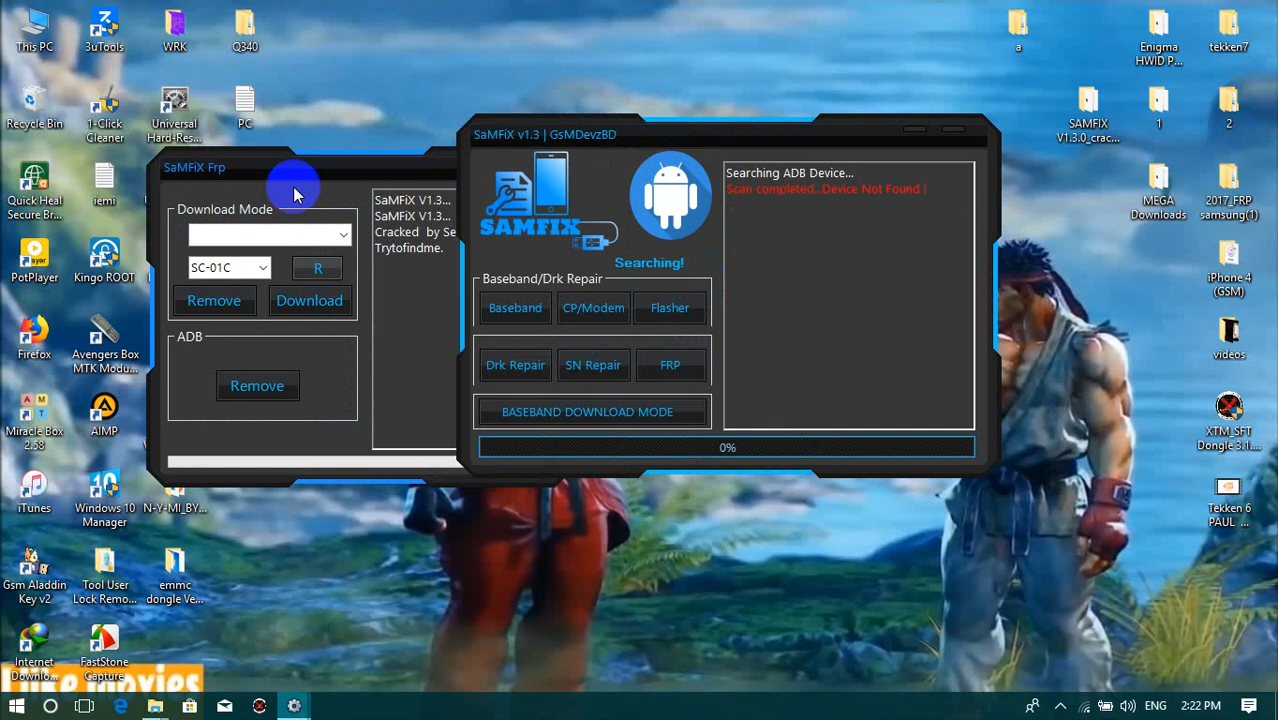 This PC
3uTools
WRK
Q340
a
Enigma
HWID P...
tekken7
Recycle Bin
1-Click
Cleaner
Universal
Hard-Res...
PC
SAMFIX
V1.3.0_crac...
1
2
Quick Heal
Secure Br...
iemi
MEGA
Downloads
2017_FRP
samsung(1)
PotPlayer
Kingo ROOT
iPhone 4
(GSM)
Firefox
Avengers Box
MTK Modu...
videos
Miracle Box
2.58
AIMP
XTM_SFT
Dongle 3.1....
iTunes
Windows 10
Manager
N-Y-MI_BY...
Tekken 6
PAUL ...
Gsm Aladdin
Key v2
Tool User
Lock Remo...
emmc
dongle Ve...
Internet
Downlo...
FastStone
Capture
I like movies
SaMFiX Frp
Download Mode
SC-01C
R
Remove
Download
ADB
Remove
SaMFiX V1.3...
SaMFiX V1.3...
Cracked by Se
Trytofindme.
SaMFiX v1.3 | GsMDevzBD
SAMFIX
Searching!
Baseband/Drk Repair
Baseband
CP/Modem
Flasher
Drk Repair
SN Repair
FRP
BASEBAND DOWNLOAD MODE
Searching ADB Device...
Scan completed...Device Not Found !
0%
ENG
2:22 PM